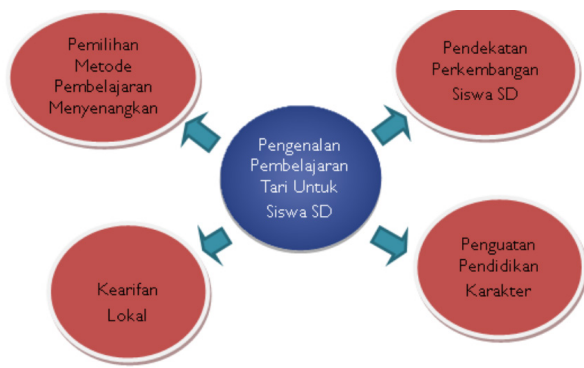 Pemilihan
Metode
Pembelajaran
Menyenangkan
Pendekatan
Perkembangan
Siswa SD
Pengenalan
Pembelajaran
Tari Untuk
Siswa SD
Kearifan
Lokal
Penguatan
Pendidikan
Karakter